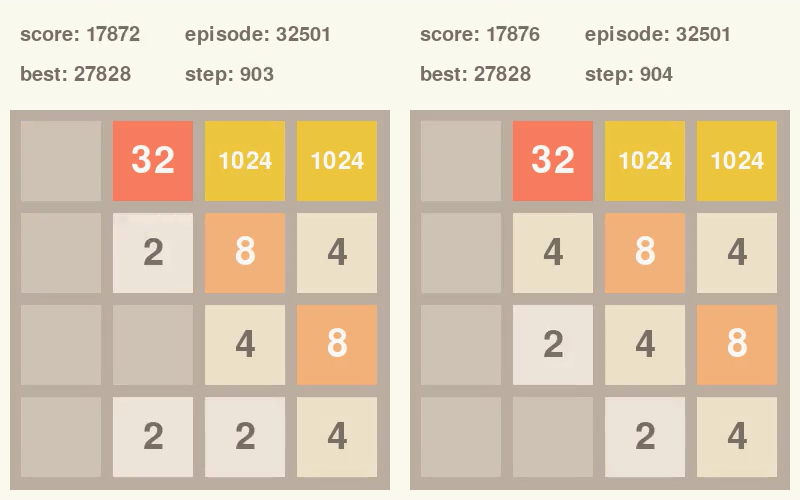 score: 17872 episode: 32501
best: 27828 step: 903
32 1024 1024
2 8 4
4 8
2 2 4
score: 17876 episode: 32501
best: 27828 step: 904
32 1024 1024
4 8 4
2 4 8
2 4